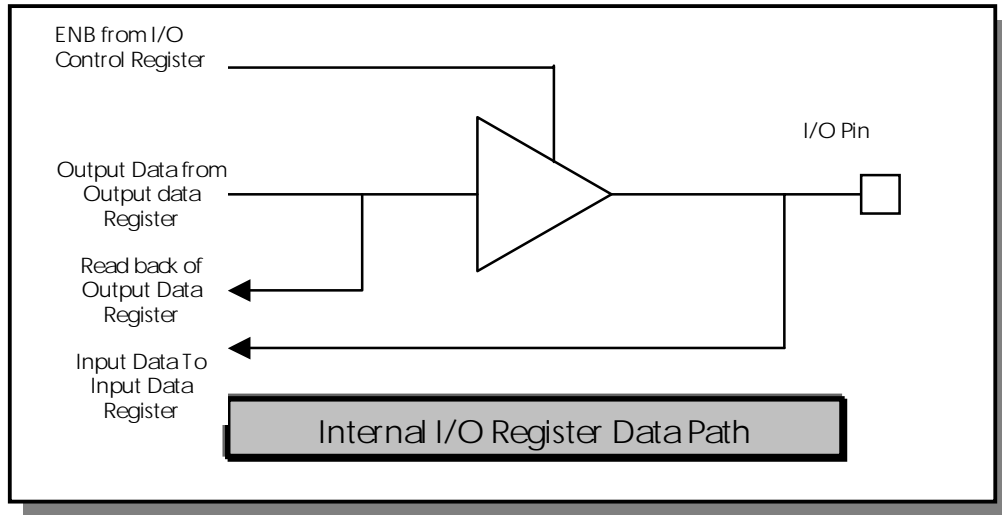 ENB from I/O
Control Register
I/O Pin
Output Data from
Output data
Register
Read back of
Output Data
Register
Input Data To
Input Data
Register
Internal I/O Register Data Path